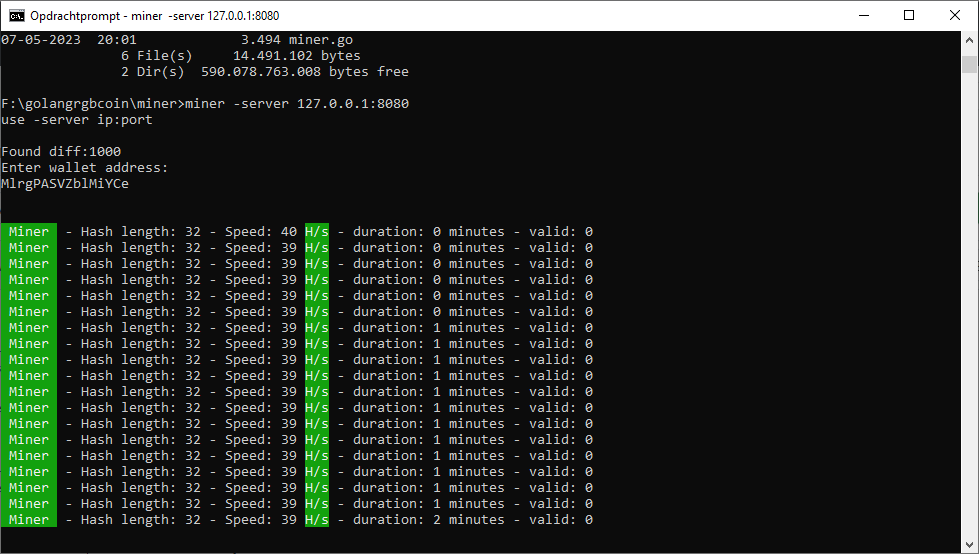 Opdrachtprompt - miner -server 127.0.0.1:8080
07-05-2023  20:01             3.494 miner.go
               6 File(s)     14.491.102 bytes
               2 Dir(s)  590.078.763.008 bytes free
F:\golangrgbcoin\miner>miner -server 127.0.0.1:8080
use -server ip:port
Found diff:1000
Enter wallet address:
MlrgPASVZblMiYCe
Miner - Hash length: 32 - Speed: 40 H/s - duration: 0 minutes - valid: 0
Miner - Hash length: 32 - Speed: 39 H/s - duration: 0 minutes - valid: 0
Miner - Hash length: 32 - Speed: 39 H/s - duration: 0 minutes - valid: 0
Miner - Hash length: 32 - Speed: 39 H/s - duration: 0 minutes - valid: 0
Miner - Hash length: 32 - Speed: 39 H/s - duration: 0 minutes - valid: 0
Miner - Hash length: 32 - Speed: 39 H/s - duration: 0 minutes - valid: 0
Miner - Hash length: 32 - Speed: 39 H/s - duration: 1 minutes - valid: 0
Miner - Hash length: 32 - Speed: 39 H/s - duration: 1 minutes - valid: 0
Miner - Hash length: 32 - Speed: 39 H/s - duration: 1 minutes - valid: 0
Miner - Hash length: 32 - Speed: 39 H/s - duration: 1 minutes - valid: 0
Miner - Hash length: 32 - Speed: 39 H/s - duration: 1 minutes - valid: 0
Miner - Hash length: 32 - Speed: 39 H/s - duration: 1 minutes - valid: 0
Miner - Hash length: 32 - Speed: 39 H/s - duration: 1 minutes - valid: 0
Miner - Hash length: 32 - Speed: 39 H/s - duration: 1 minutes - valid: 0
Miner - Hash length: 32 - Speed: 39 H/s - duration: 1 minutes - valid: 0
Miner - Hash length: 32 - Speed: 39 H/s - duration: 1 minutes - valid: 0
Miner - Hash length: 32 - Speed: 39 H/s - duration: 1 minutes - valid: 0
Miner - Hash length: 32 - Speed: 39 H/s - duration: 1 minutes - valid: 0
Miner - Hash length: 32 - Speed: 39 H/s - duration: 2 minutes - valid: 0